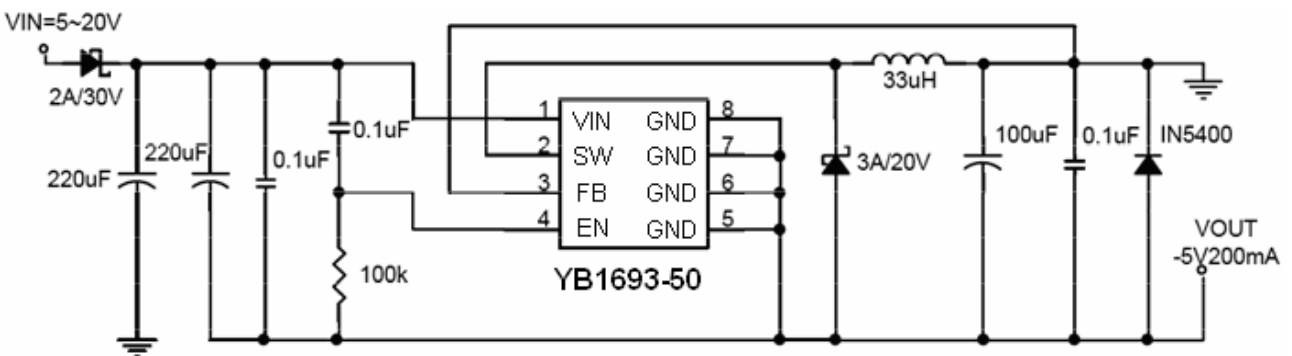 VIN=5~20V
2A/30V
220uF
220uF
0.1uF
0.1uF
100k
1 VIN GND 8
2 SW GND 7
3 FB GND 6
4 EN GND 5
YB1693-50
33uH
3A/20V
100uF
0.1uF
IN5400
VOUT
-5V200mA